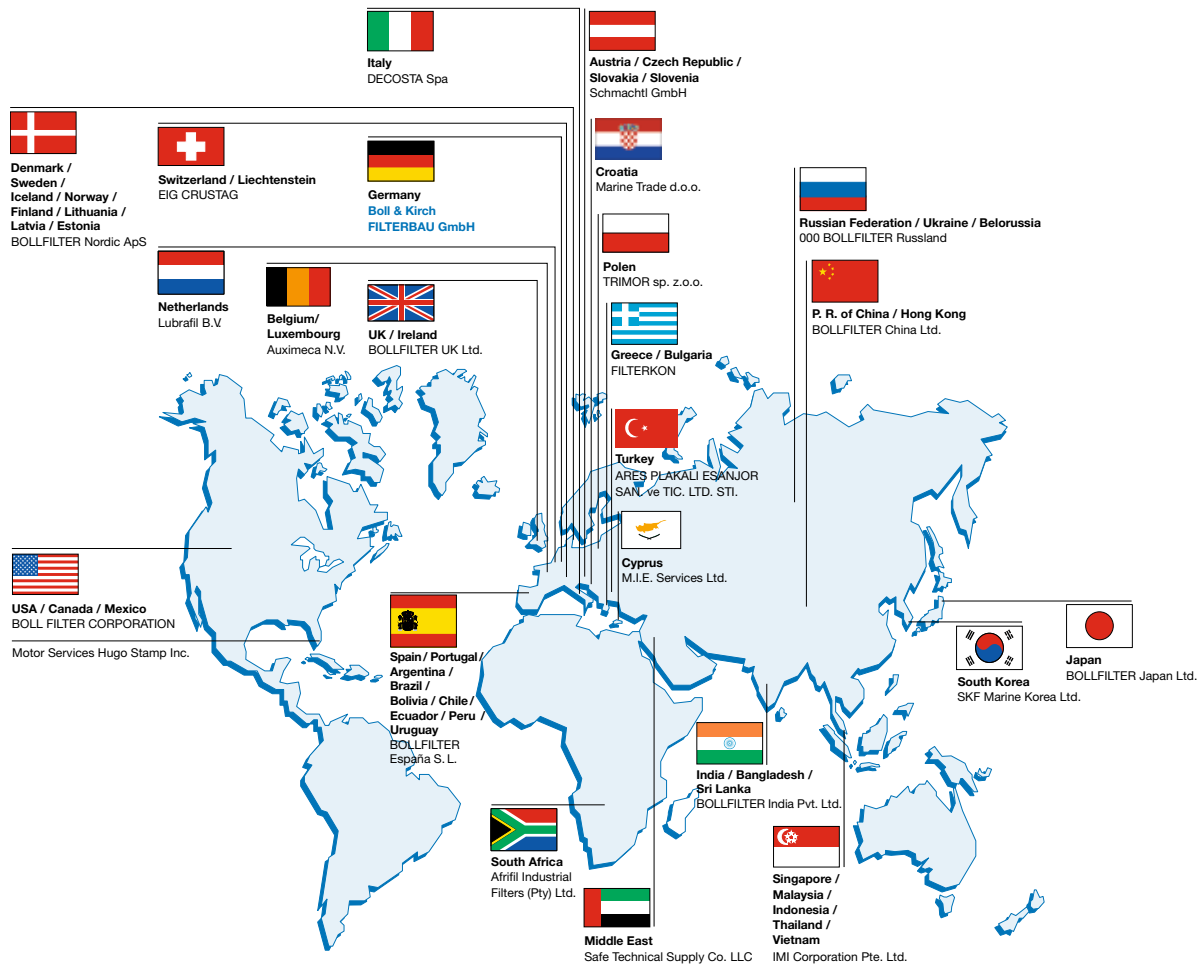 Italy
DECOSTA Spa
Austria / Czech Republic /
Slovakia / Slovenia
Schmachtl GmbH
Denmark /
Sweden /
Iceland / Norway /
Finland / Lithuania /
Latvia / Estonia
BOLLFILTER Nordic ApS
Switzerland / Liechtenstein
EIG CRUSTAG
Germany
Boll & Kirch
FILTERBAU GmbH
Croatia
Marine Trade d.o.o.
Russian Federation / Ukraine / Belorussia
000 BOLLFILTER Russland
Polen
TRIMOR sp. z.o.o.
P. R. of China / Hong Kong
BOLLFILTER China Ltd.
Netherlands
Lubrafil B.V.
Belgium/
Luxembourg
Auximeca N.V.
UK / Ireland
BOLLFILTER UK Ltd.
Greece / Bulgaria
FILTERKON
Turkey
ARES PLAKALI ESANJOR
SAN. ve TIC. LTD. STI.
Cyprus
M.I.E. Services Ltd.
USA / Canada / Mexico
BOLL FILTER CORPORATION
Motor Services Hugo Stamp Inc.
Spain / Portugal /
Argentina /
Brazil /
Bolivia / Chile /
Ecuador / Peru /
Uruguay
BOLLFILTER
España S. L.
Japan
BOLLFILTER Japan Ltd.
South Korea
SKF Marine Korea Ltd.
India / Bangladesh /
Sri Lanka
BOLLFILTER India Pvt. Ltd.
South Africa
Afrifil Industrial
Filters (Pty) Ltd.
Middle East
Safe Technical Supply Co. LLC
Singapore /
Malaysia /
Indonesia /
Thailand /
Vietnam
IMI Corporation Pte. Ltd.